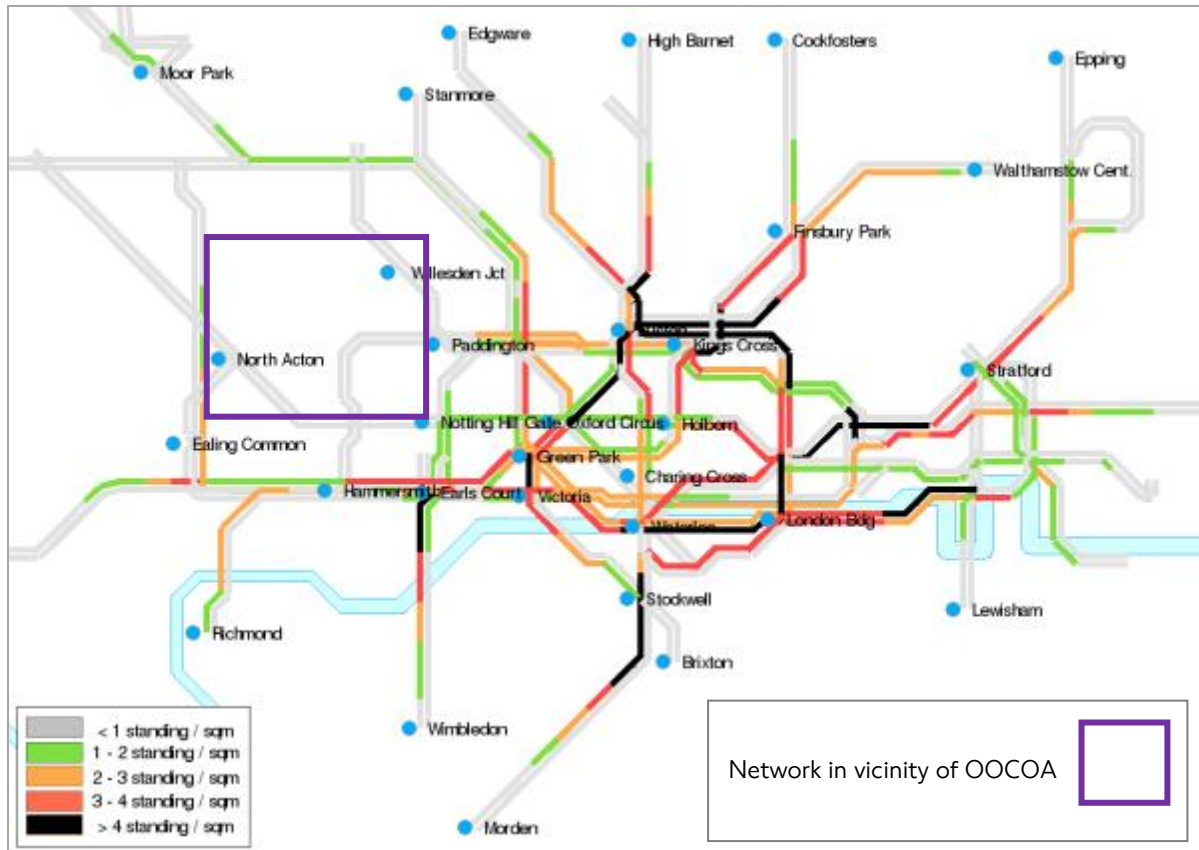 Edgware
High Barnet
Cockfosters
Epping
Moor Park
Stanmore
Walthamstow Cent.
Finsbury Park
Willesden Jct
Paddington
Kings Cross
North Acton
Stratford
Notting Hill Gate
Oxford Circus
Holborn
Ealing Common
Green Park
Charing Cross
Hammersmith
Earls Court
Victoria
Waterloo
London Bdg
Stockwell
Lewisham
Richmond
Brixton
Wimbledon
Morden
< 1 standing / sqm
1 - 2 standing / sqm
2 - 3 standing / sqm
3 - 4 standing / sqm
> 4 standing / sqm
Network in vicinity of OOCOA